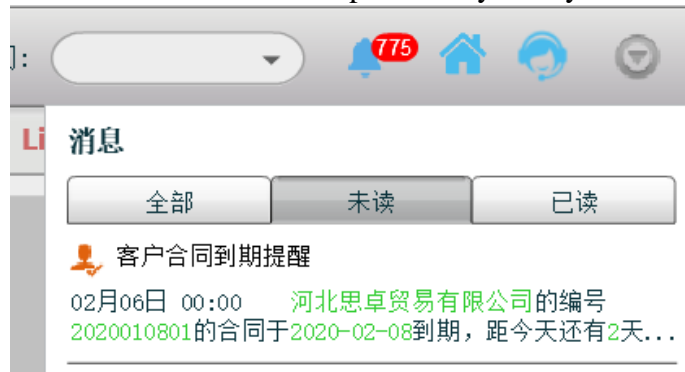 :
775
Li
消息
全部 未读 已读
客户合同到期提醒
02月06日 00:00 河北思卓贸易有限公司的编号
2020010801的合同于2020-02-08到期，距今天还有2天...